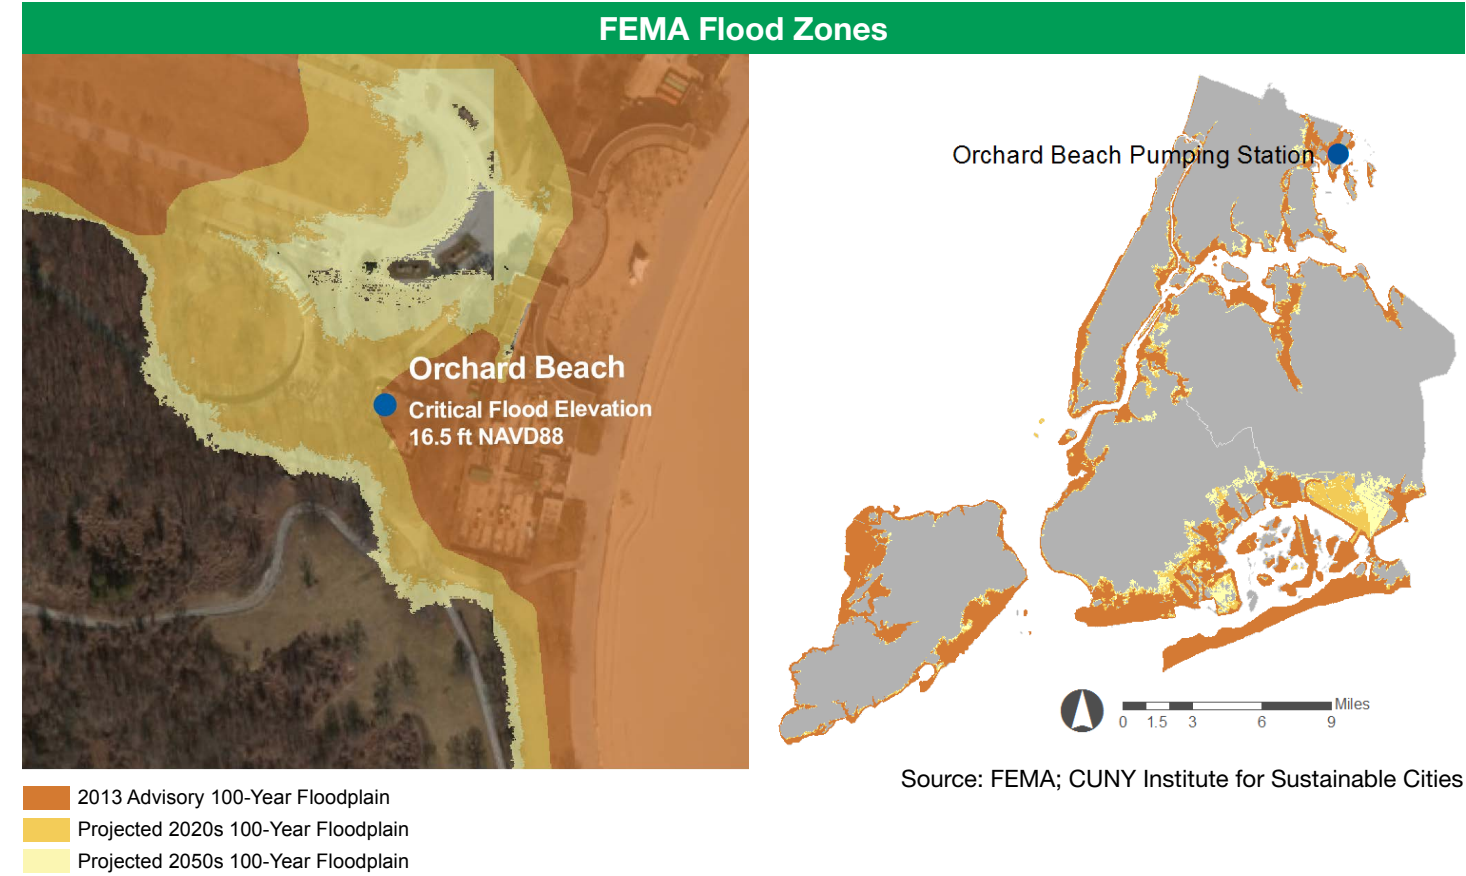 FEMA Flood Zones
Orchard Beach
Critical Flood Elevation
16.5 ft NAVD88
Orchard Beach Pumping Station
Miles
0 1.5 3 6 9
Source: FEMA; CUNY Institute for Sustainable Cities
2013 Advisory 100-Year Floodplain
Projected 2020s 100-Year Floodplain
Projected 2050s 100-Year Floodplain